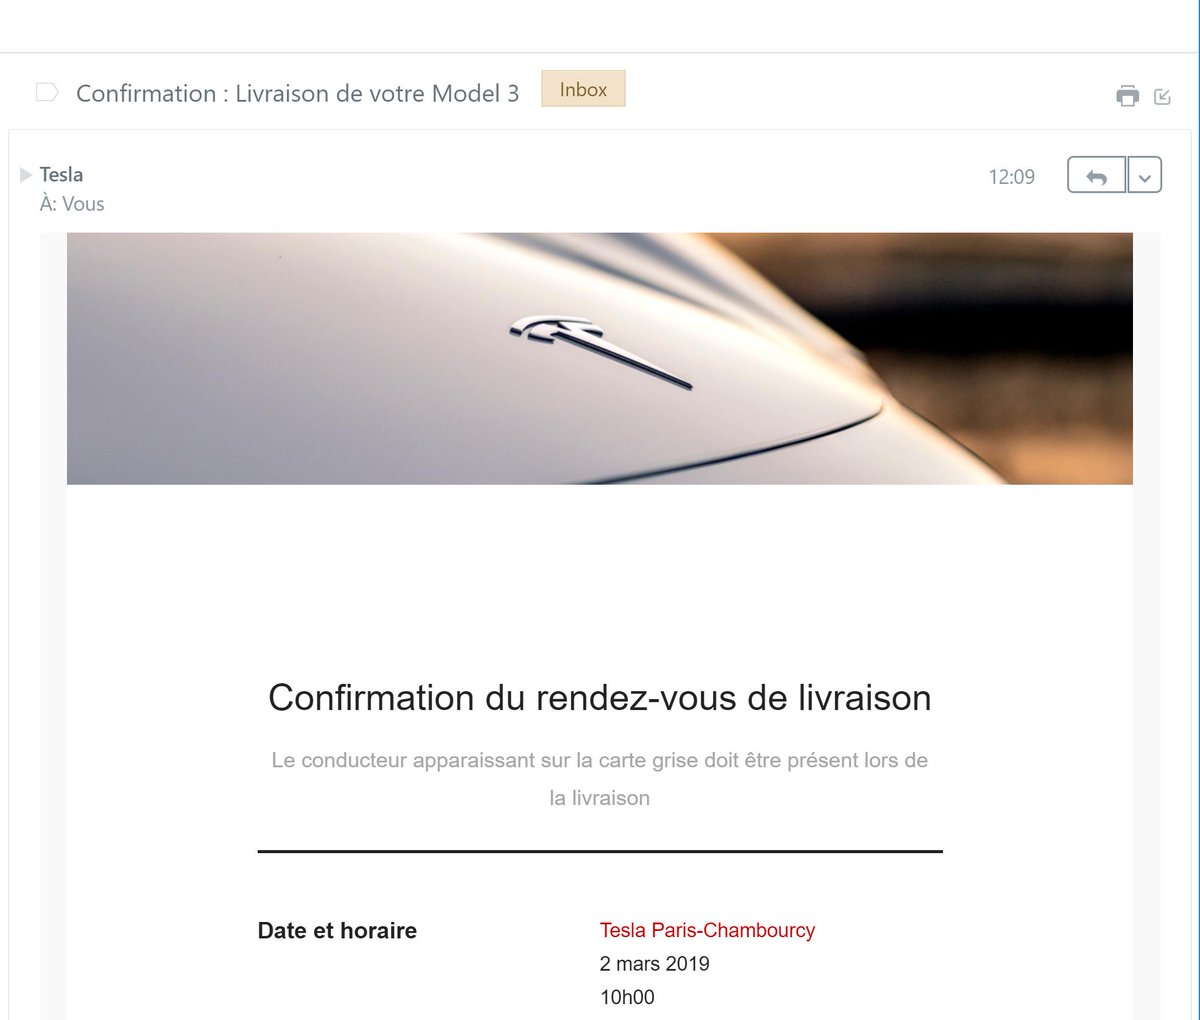 Confirmation : Livraison de votre Model 3 Inbox
Tesla 12:09
À: Vous
Confirmation du rendez-vous de livraison
Le conducteur apparaissant sur la carte grise doit être présent lors de
la livraison
Date et horaire Tesla Paris-Chambourcy
2 mars 2019
10h00